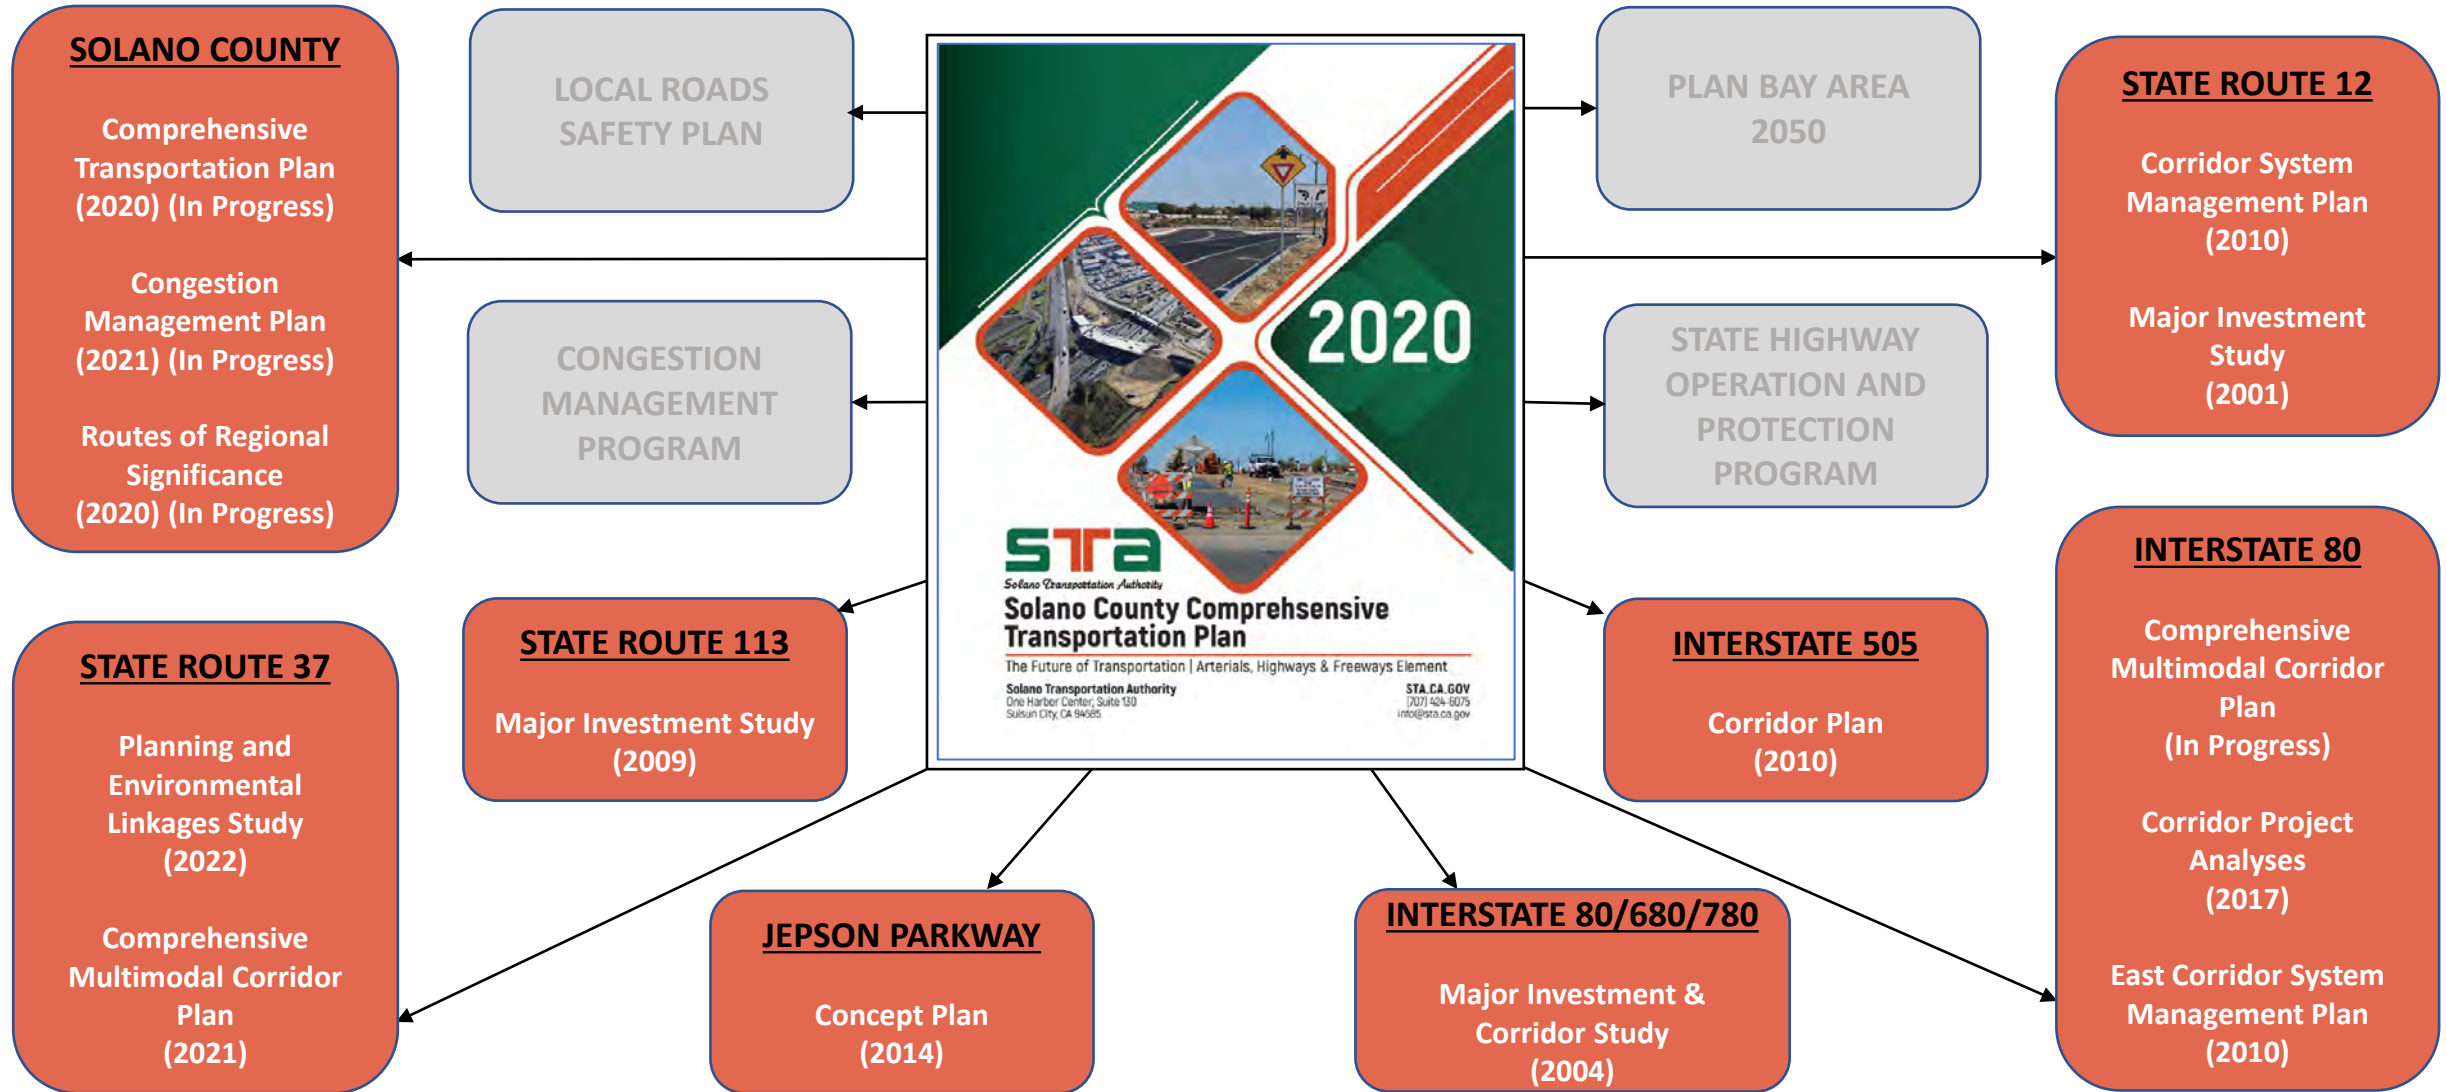 SOLANO COUNTY
Comprehensive
Transportation Plan
(2020) (In Progress)
Congestion
Management Plan
(2021) (In Progress)
Routes of Regional
Significance
(2020) (In Progress)
LOCAL ROADS
SAFETY PLAN
CONGESTION
MANAGEMENT
PROGRAM
2020
STA
Solano Transportation Authority
Solano County Comprehsensive
Transportation Plan
The Future of Transportation | Arterials, Highways & Freeways Element
Solano Transportation Authority
One Harbor Center, Suite 130
Suisun City, CA 94585
STA.CA.GOV
(707) 424-6075
info@sta.ca.gov
PLAN BAY AREA
2050
STATE HIGHWAY
OPERATION AND
PROTECTION
PROGRAM
STATE ROUTE 12
Corridor System
Management Plan
(2010)
Major Investment
Study
(2001)
STATE ROUTE 37
Planning and
Environmental
Linkages Study
(2022)
Comprehensive
Multimodal Corridor
Plan
(2021)
STATE ROUTE 113
Major Investment Study
(2009)
JEPSON PARKWAY
Concept Plan
(2014)
INTERSTATE 80/680/780
Major Investment &
Corridor Study
(2004)
INTERSTATE 505
Corridor Plan
(2010)
INTERSTATE 80
Comprehensive
Multimodal Corridor
Plan
(In Progress)
Corridor Project
Analyses
(2017)
East Corridor System
Management Plan
(2010)